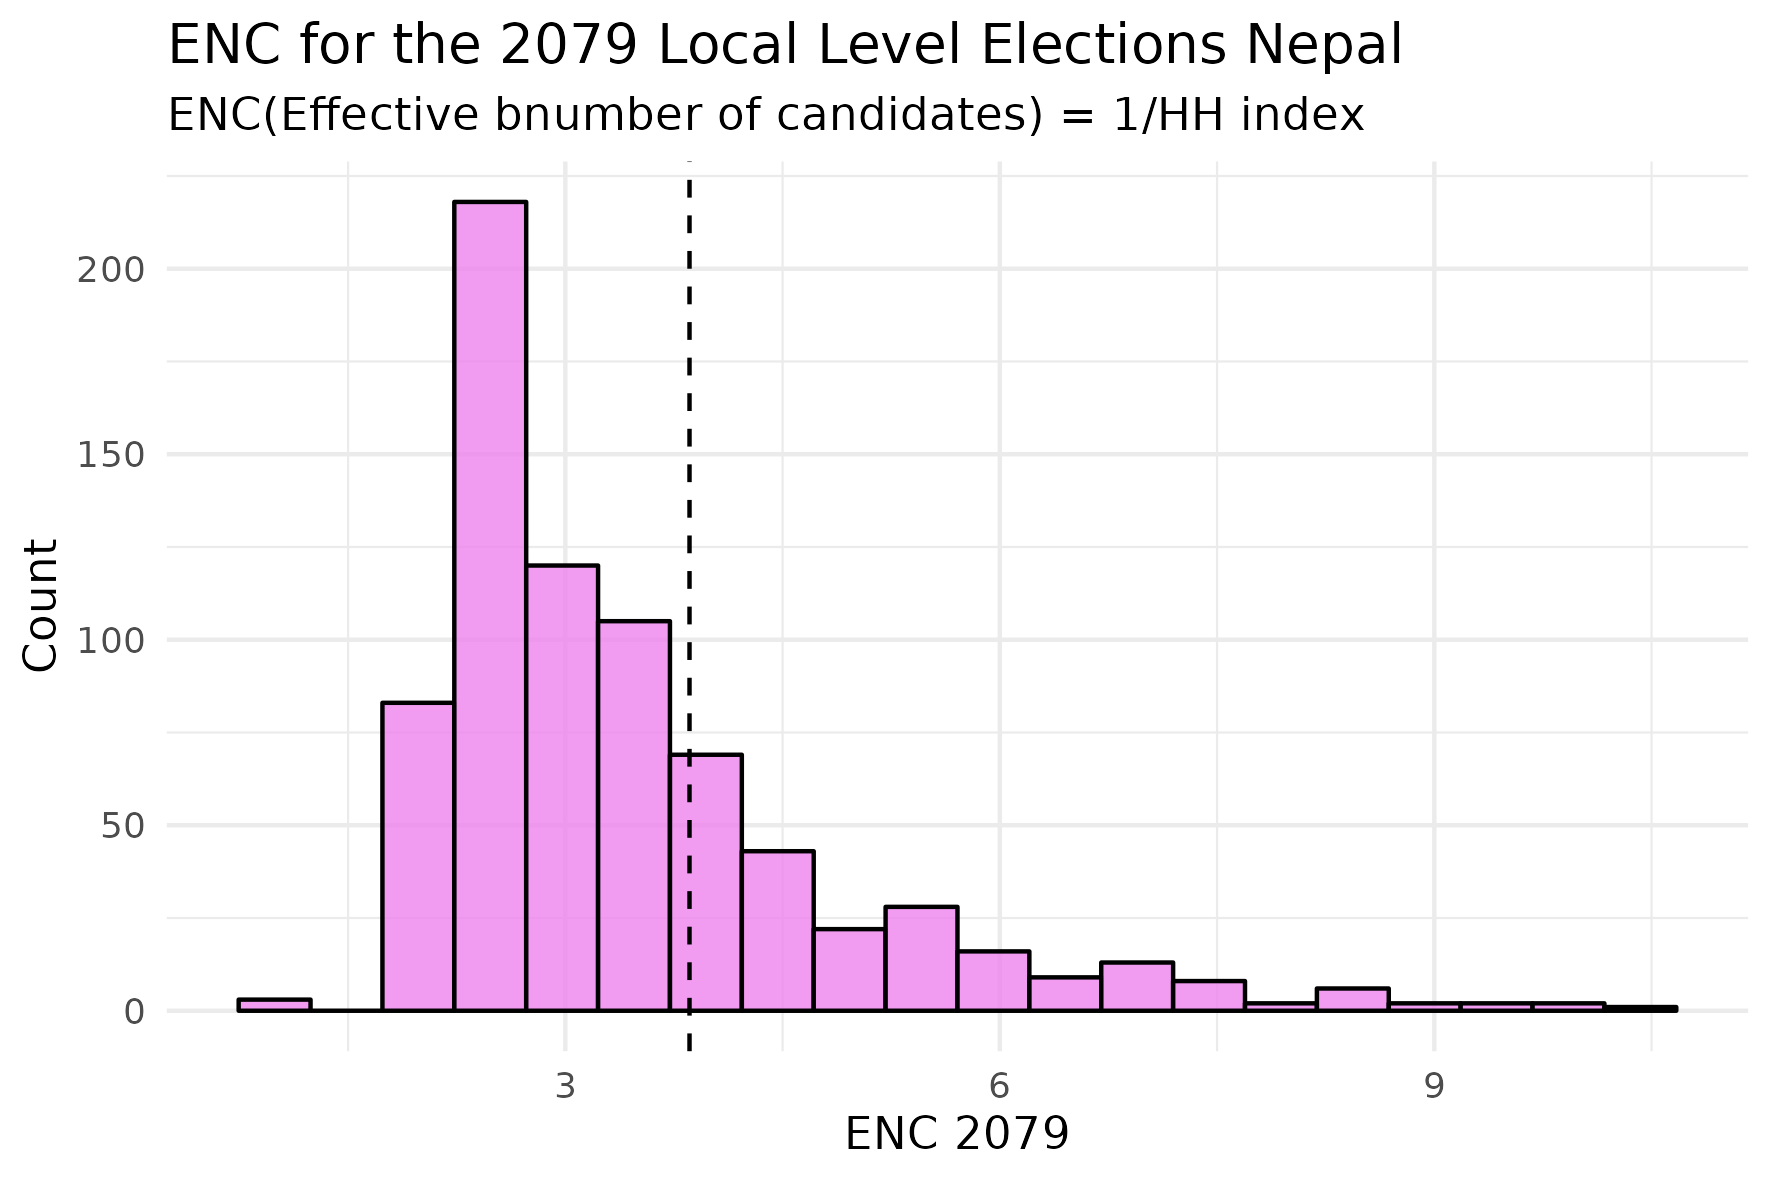 ENC for the 2079 Local Level Elections Nepal
ENC(Effective bnumber of candidates) = 1/HH index
200
150
100
50
0
Count
3 6 9
ENC 2079